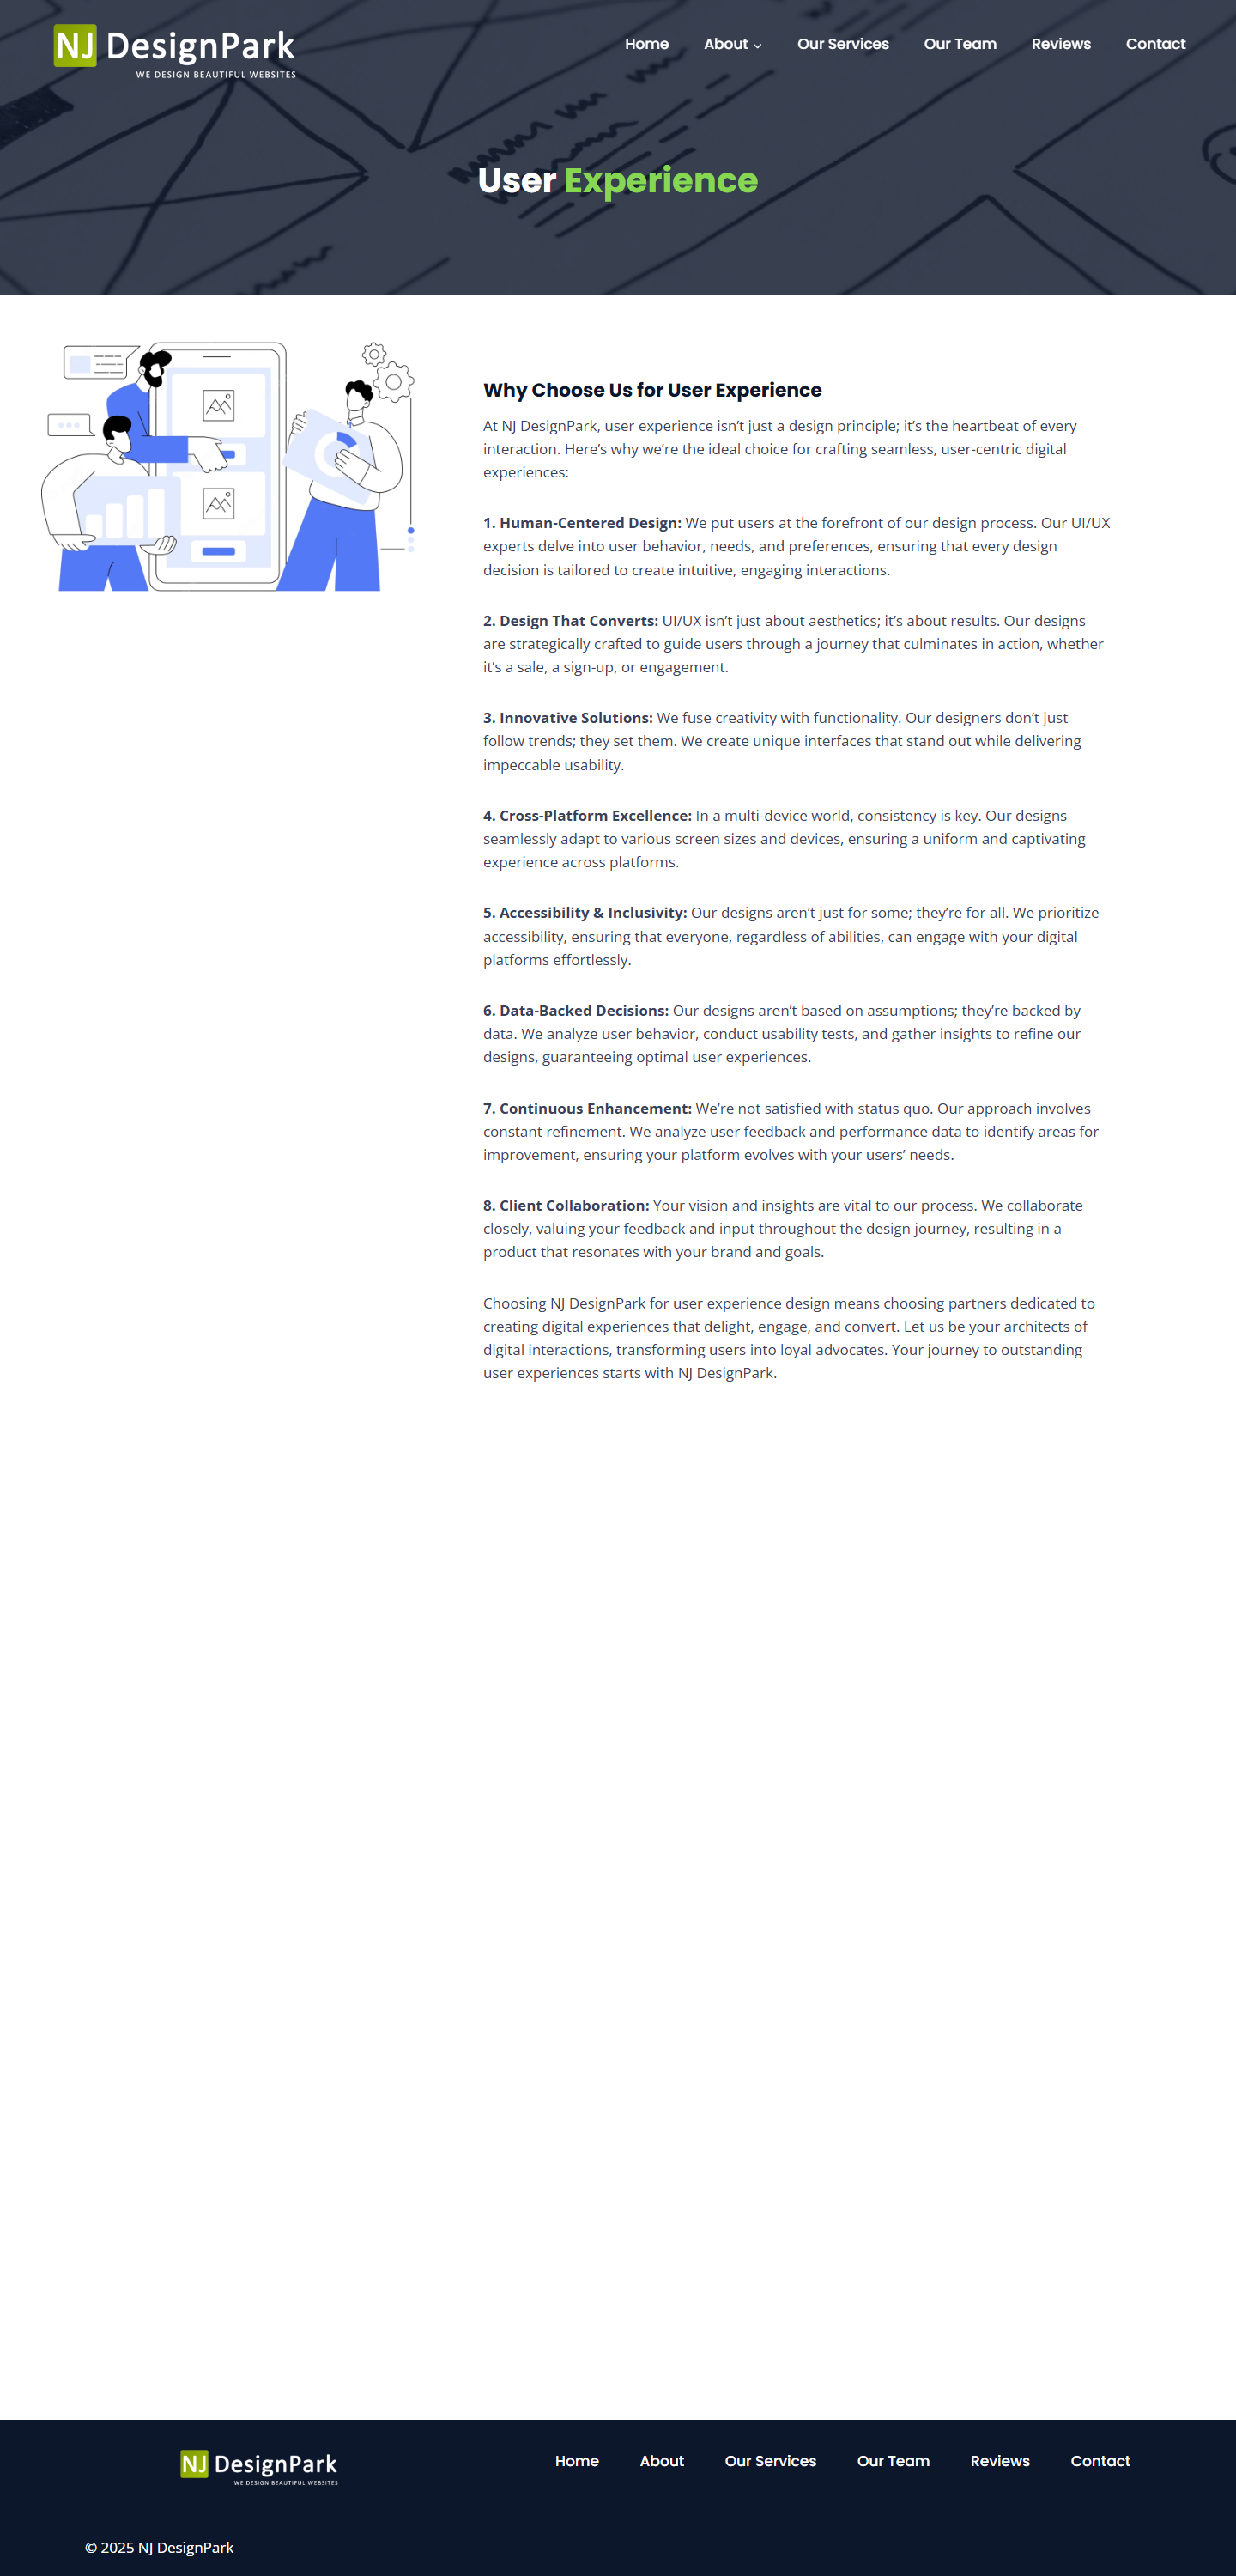 NJ DesignPark
WE DESIGN BEAUTIFUL WEBSITES
Home About Our Services Our Team Reviews Contact
User Experience
Why Choose Us for User Experience
At NJ DesignPark, user experience isn’t just a design principle; it’s the heartbeat of every
interaction. Here’s why we’re the ideal choice for crafting seamless, user-centric digital
experiences:
1. Human-Centered Design: We put users at the forefront of our design process. Our UI/UX
experts delve into user behavior, needs, and preferences, ensuring that every design
decision is tailored to create intuitive, engaging interactions.
2. Design That Converts: UI/UX isn’t just about aesthetics; it’s about results. Our designs
are strategically crafted to guide users through a journey that culminates in action, whether
it’s a sale, a sign-up, or engagement.
3. Innovative Solutions: We fuse creativity with functionality. Our designers don’t just
follow trends; they set them. We create unique interfaces that stand out while delivering
impeccable usability.
4. Cross-Platform Excellence: In a multi-device world, consistency is key. Our designs
seamlessly adapt to various screen sizes and devices, ensuring a uniform and captivating
experience across platforms.
5. Accessibility & Inclusivity: Our designs aren’t just for some; they’re for all. We prioritize
accessibility, ensuring that everyone, regardless of abilities, can engage with your digital
platforms effortlessly.
6. Data-Backed Decisions: Our designs aren’t based on assumptions; they’re backed by
data. We analyze user behavior, conduct usability tests, and gather insights to refine our
designs, guaranteeing optimal user experiences.
7. Continuous Enhancement: We’re not satisfied with status quo. Our approach involves
constant refinement. We analyze user feedback and performance data to identify areas for
improvement, ensuring your platform evolves with your users’ needs.
8. Client Collaboration: Your vision and insights are vital to our process. We collaborate
closely, valuing your feedback and input throughout the design journey, resulting in a
product that resonates with your brand and goals.
Choosing NJ DesignPark for user experience design means choosing partners dedicated to
creating digital experiences that delight, engage, and convert. Let us be your architects of
digital interactions, transforming users into loyal advocates. Your journey to outstanding
user experiences starts with NJ DesignPark.
NJ DesignPark
WE DESIGN BEAUTIFUL WEBSITES
Home About Our Services Our Team Reviews Contact
© 2025 NJ DesignPark